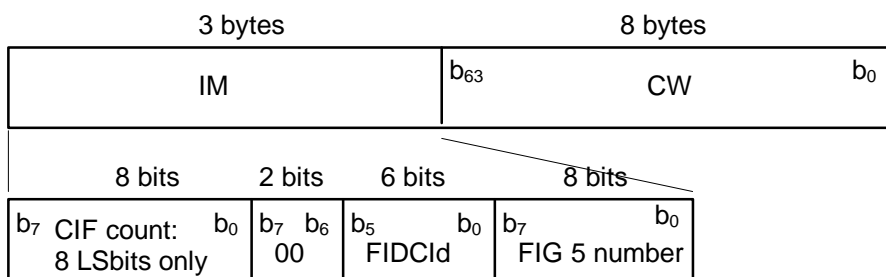 3 bytes 8 bytes
IM b63 CW b0
8 bits 2 bits 6 bits 8 bits
b7 CIF count: b0 b7 b6 b5 b0 b7 b0
8 LSbits only 00 FIDCId FIG 5 number